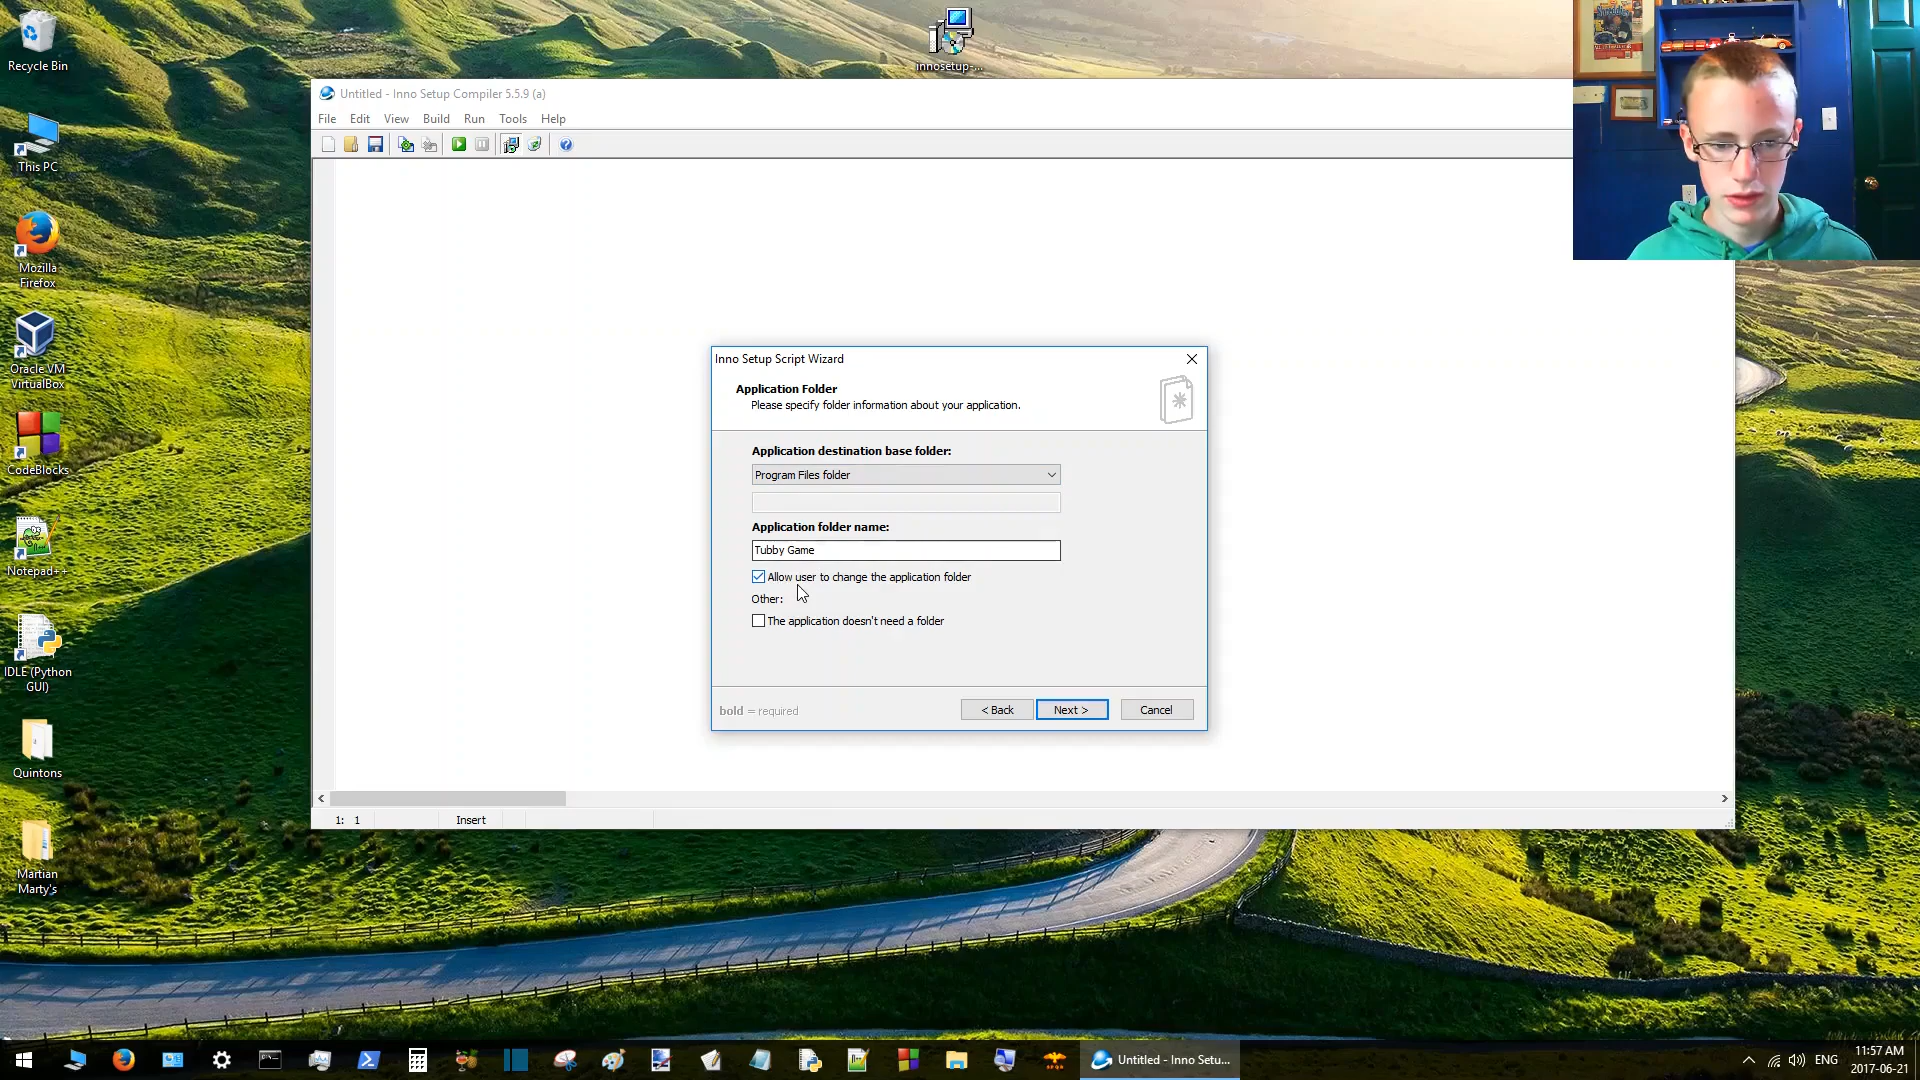 Recycle Bin
innosetup-...
This PC
Mozilla
Firefox
Oracle VM
VirtualBox
CodeBlocks
Notepad++
IDLE (Python
GUI)
Quintons
Martian
Marty's
Untitled - Inno Setup Compiler 5.5.9 (a)
File Edit View Build Run Tools Help
Inno Setup Script Wizard
Application Folder
Please specify folder information about your application.
Application destination base folder:
Program Files folder
Application folder name:
Tubby Game
Allow user to change the application folder
Other:
The application doesn't need a folder
bold = required
< Back
Next >
Cancel
1: 1
Insert
Untitled - Inno Setu...
ENG
11:57 AM
2017-06-21